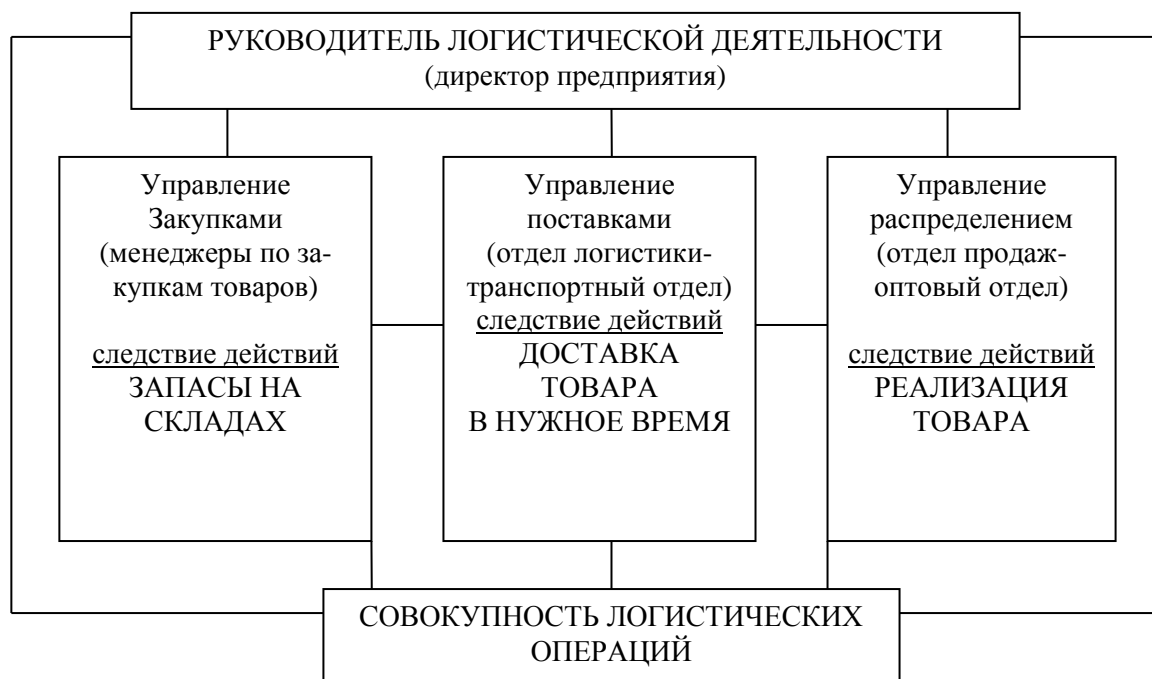 РУКОВОДИТЕЛЬ ЛОГИСТИЧЕСКОЙ ДЕЯТЕЛЬНОСТИ
(директор предприятия)
Управление
Закупками
(менеджеры по за-
купкам товаров)
следствие действий
ЗАПАСЫ НА
СКЛАДАХ
Управление
поставками
(отдел логистики-
транспортный отдел)
следствие действий
ДОСТАВКА
ТОВАРА
В НУЖНОЕ ВРЕМЯ
Управление
распределением
(отдел продаж-
оптовый отдел)
следствие действий
РЕАЛИЗАЦИЯ
ТОВАРА
СОВОКУПНОСТЬ ЛОГИСТИЧЕСКИХ
ОПЕРАЦИЙ